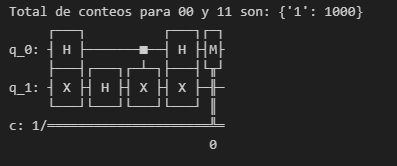 Total de conteos para 00 y 11 son: {'1': 1000}
q_0: H ■ H M
q_1: X H X X
c: 1/
0